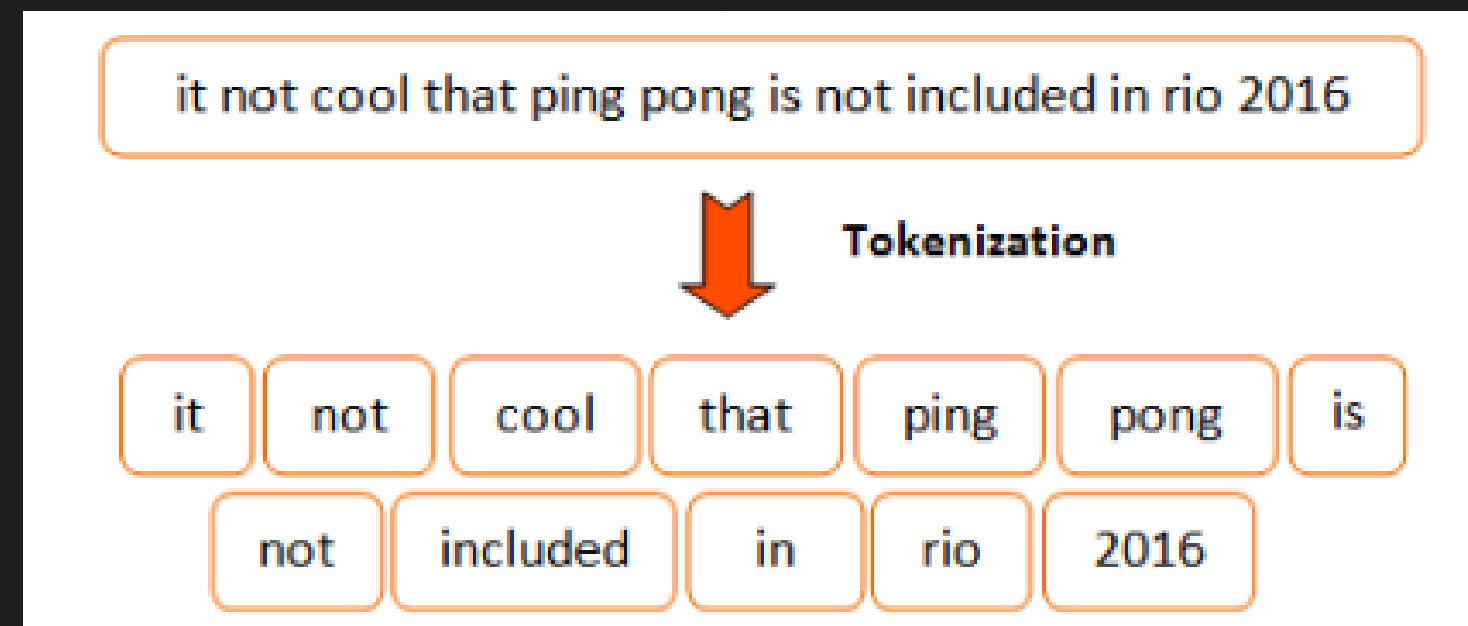 it not cool that ping pong is not included in rio 2016
Tokenization
it not cool that ping pong is
not included in rio 2016